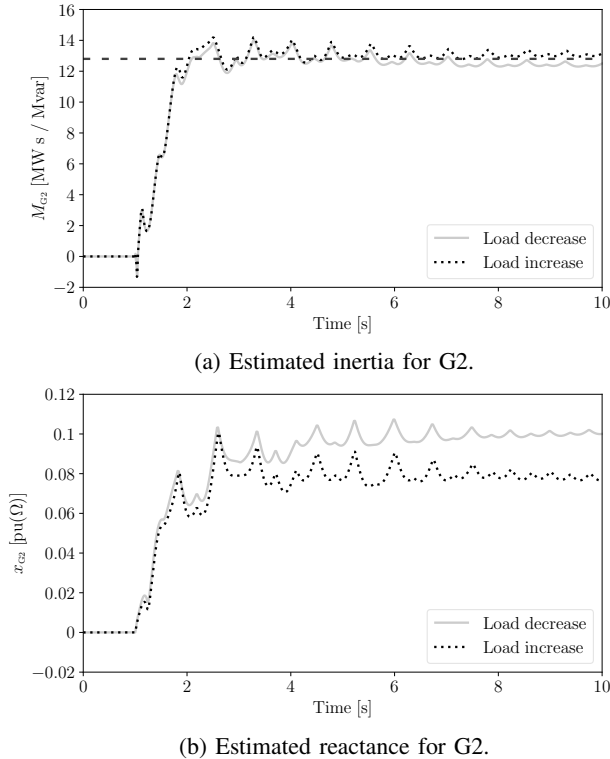 16
14
12
10
8
6
4
2
0
−2
M_G2 [MW s / Mvar]
Load decrease
Load increase
0 2 4 6 8 10
Time [s]
(a) Estimated inertia for G2.
0.12
0.1
0.08
0.06
0.04
0.02
0
−0.02
x_G2 [pu(Ω)]
Load decrease
Load increase
0 2 4 6 8 10
Time [s]
(b) Estimated reactance for G2.